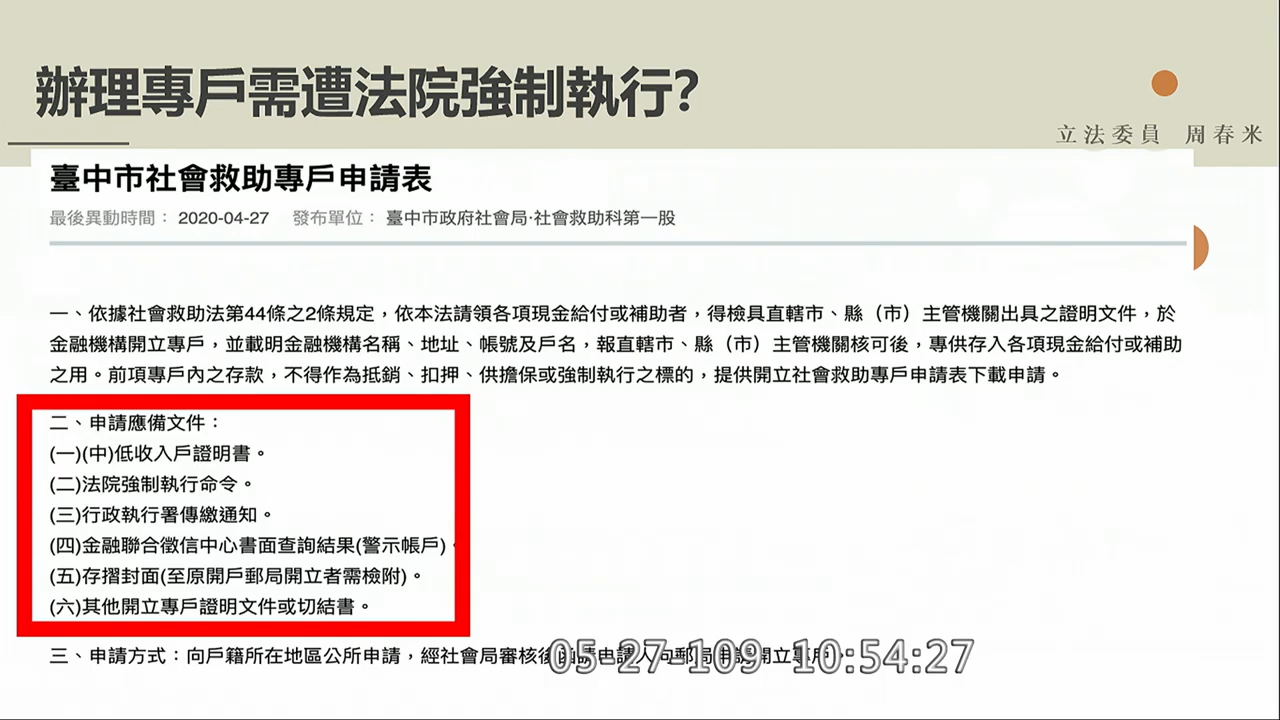 辦理專戶需遭法院強制執行?
立法委員 周春米
臺中市社會救助專戶申請表
最後異動時間： 2020-04-27 發布單位： 臺中市政府社會局·社會救助科第一股
一、依據社會救助法第44條之2條規定，依本法請領各項現金給付或補助者，得檢具直轄市、縣（市）主管機關出具之證明文件，於
金融機構開立專戶，並載明金融機構名稱、地址、帳號及戶名，報直轄市、縣（市）主管機關核可後，專供存入各項現金給付或補助
之用。前項專戶內之存款，不得作為抵銷、扣押、供擔保或強制執行之標的，提供開立社會救助專戶申請表下載申請。
二、申請應備文件：
(一)(中)低收入戶證明書。
(二)法院強制執行命令。
(三)行政執行署傳繳通知。
(四)金融聯合徵信中心書面查詢結果(警示帳戶)。
(五)存摺封面(至原開戶郵局開立者需檢附)。
(六)其他開立專戶證明文件或切結書。
三、申請方式：向戶籍所在地區公所申請，經社會局審核後
05-27-109 10:54:27